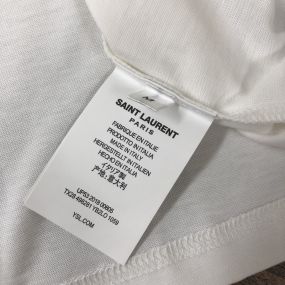 SAINT LAURENT
PARIS
FABRIQUE EN ITALIE
PRODOTTO IN ITALIA
MADE IN ITALY
HERGESTELLT IN ITALIEN
HECHO EN ITALIA
イタリア製
产地:意大利
YSL.COM